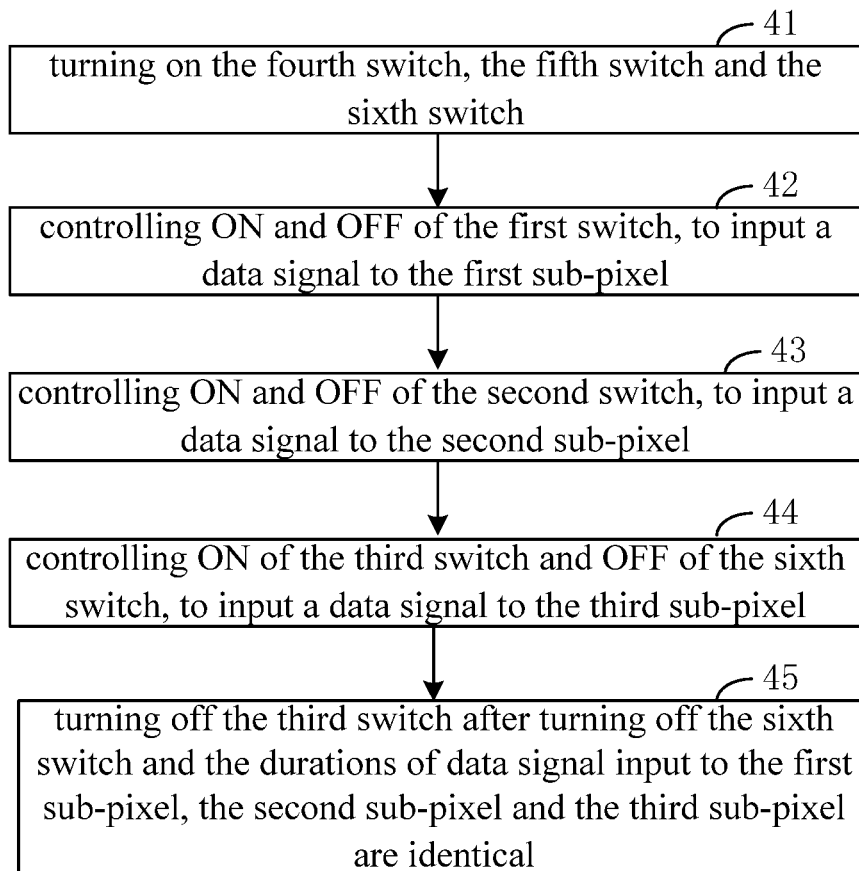 41
turning on the fourth switch, the fifth switch and the
sixth switch
42
controlling ON and OFF of the first switch, to input a
data signal to the first sub-pixel
43
controlling ON and OFF of the second switch, to input a
data signal to the second sub-pixel
44
controlling ON of the third switch and OFF of the sixth
switch, to input a data signal to the third sub-pixel
45
turning off the third switch after turning off the sixth
switch and the durations of data signal input to the first
sub-pixel, the second sub-pixel and the third sub-pixel
are identical